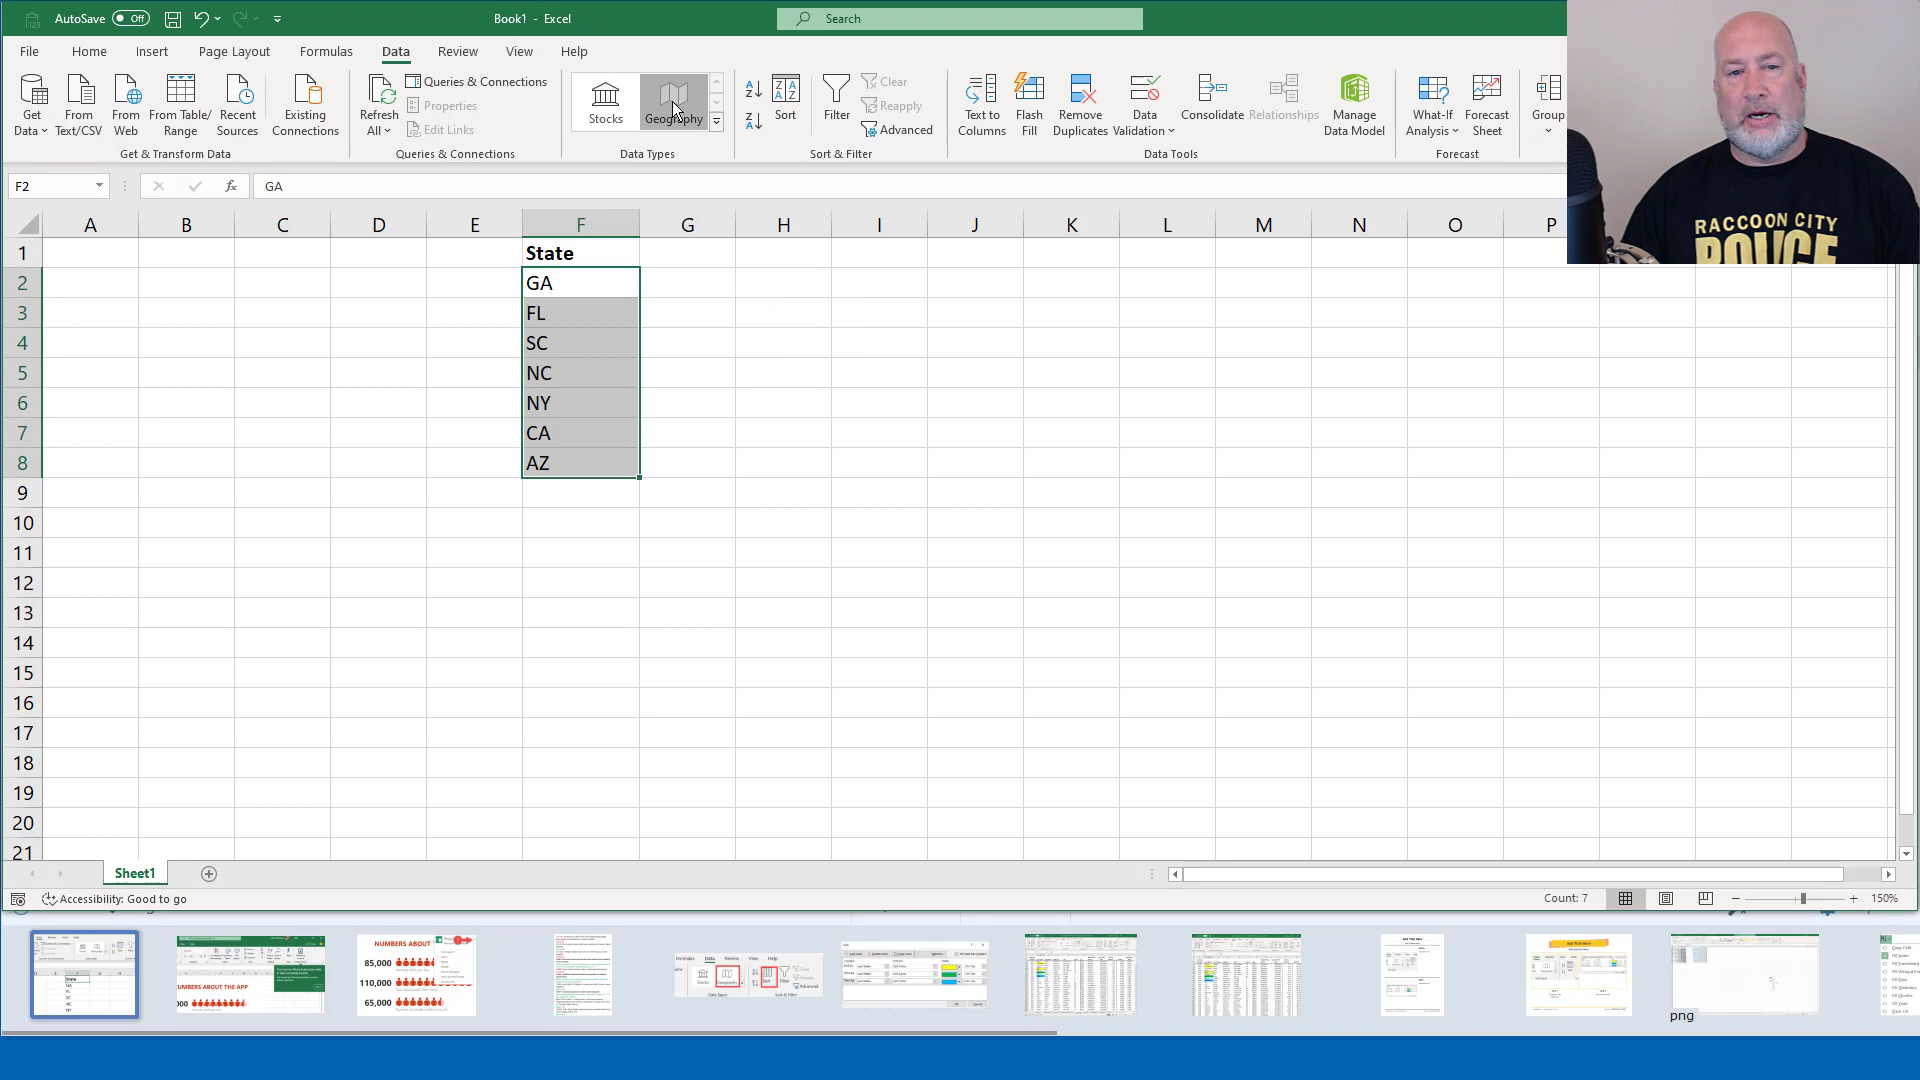 AutoSave Off Book1 - Excel Search
File Home Insert Page Layout Formulas Data Review View Help
Get Data From Text/CSV From Web From Table/Range Recent Sources Existing Connections
Get & Transform Data
Refresh All Queries & Connections
Properties
Edit Links
Queries & Connections
Stocks Geography
Data Types
Sort Filter Clear
Reapply
Advanced
Sort & Filter
Text to Columns Flash Fill Remove Duplicates Data Validation Consolidate Relationships Manage Data Model
Data Tools
What-If Analysis Forecast Sheet
Forecast
Group
RACCOON CITY
POLICE
F2 fx GA
A B C D E F G H I J K L M N O P
1 State
2 GA
3 FL
4 SC
5 NC
6 NY
7 CA
8 AZ
9
10
11
12
13
14
15
16
17
18
19
20
21
Sheet1
Accessibility: Good to go Count: 7 150%
NUMBERS ABOUT
85,000
110,000
65,000
NUMBERS ABOUT THE APP
png